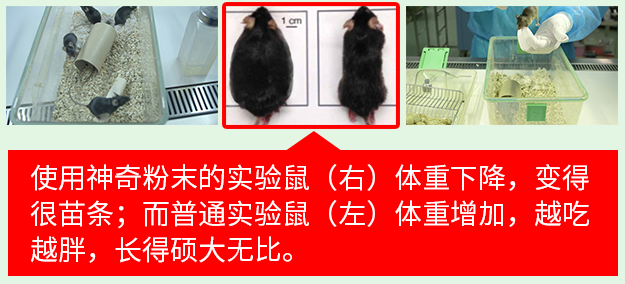 1 cm
使用神奇粉末的实验鼠（右）体重下降，变得
很苗条；而普通实验鼠（左）体重增加，越吃
越胖，长得硕大无比。